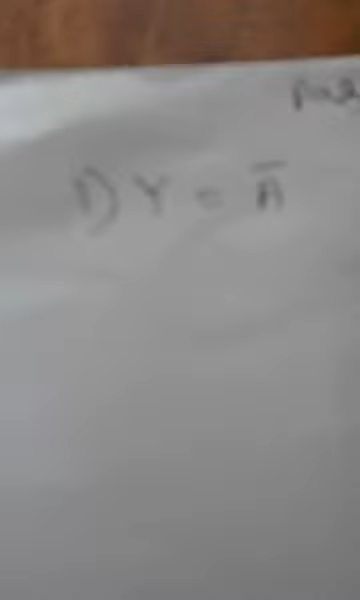 1) Y = A̅